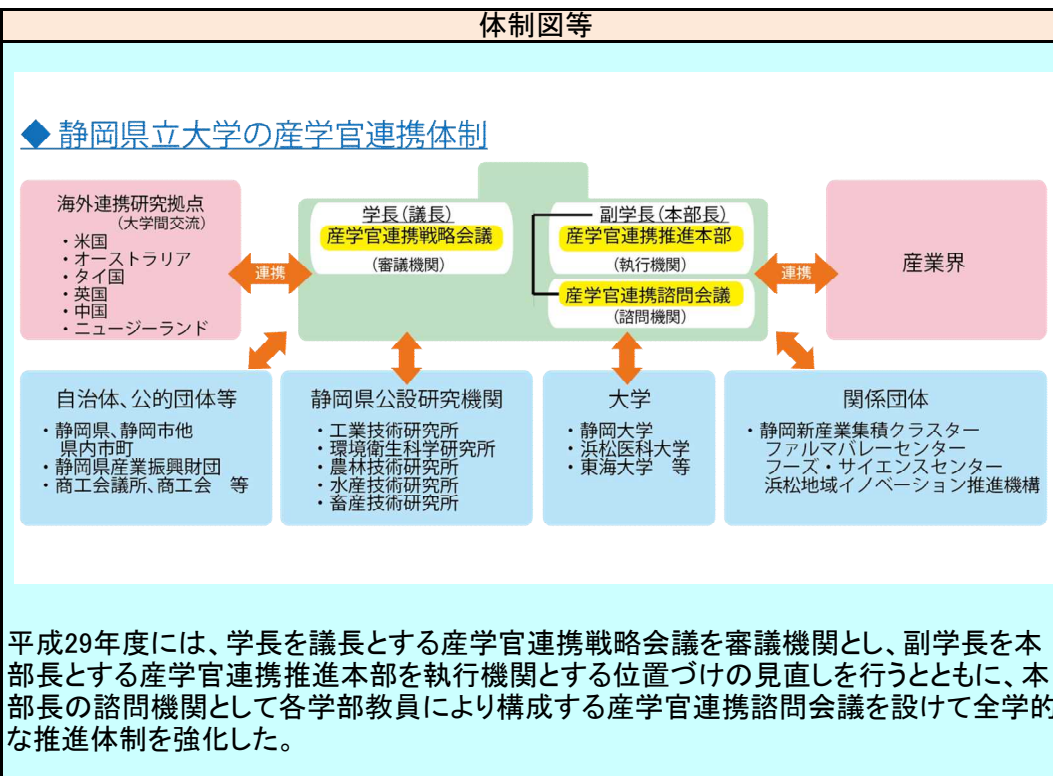 体制図等
◆ 静岡県立大学の産学官連携体制
海外連携研究拠点
(大学間交流)
・米国
・オーストラリア
・タイ国
・英国
・中国
・ニュージーランド
連携
学長(議長)
産学官連携戦略会議
(審議機関)
副学長(本部長)
産学官連携推進本部
(執行機関)
産学官連携諮問会議
(諮問機関)
連携
産業界
自治体、公的団体等
・静岡県、静岡市他
県内市町
・静岡県産業振興財団
・商工会議所、商工会 等
静岡県公設研究機関
・工業技術研究所
・環境衛生科学研究所
・農林技術研究所
・水産技術研究所
・畜産技術研究所
大学
・静岡大学
・浜松医科大学
・東海大学 等
関係団体
・静岡新産業集積クラスター
ファルマバレーセンター
フーズ・サイエンスセンター
浜松地域イノベーション推進機構
平成29年度には、学長を議長とする産学官連携戦略会議を審議機関とし、副学長を本
部長とする産学官連携推進本部を執行機関とする位置づけの見直しを行うとともに、本
部長の諮問機関として各学部教員により構成する産学官連携諮問会議を設けて全学的
な推進体制を強化した。